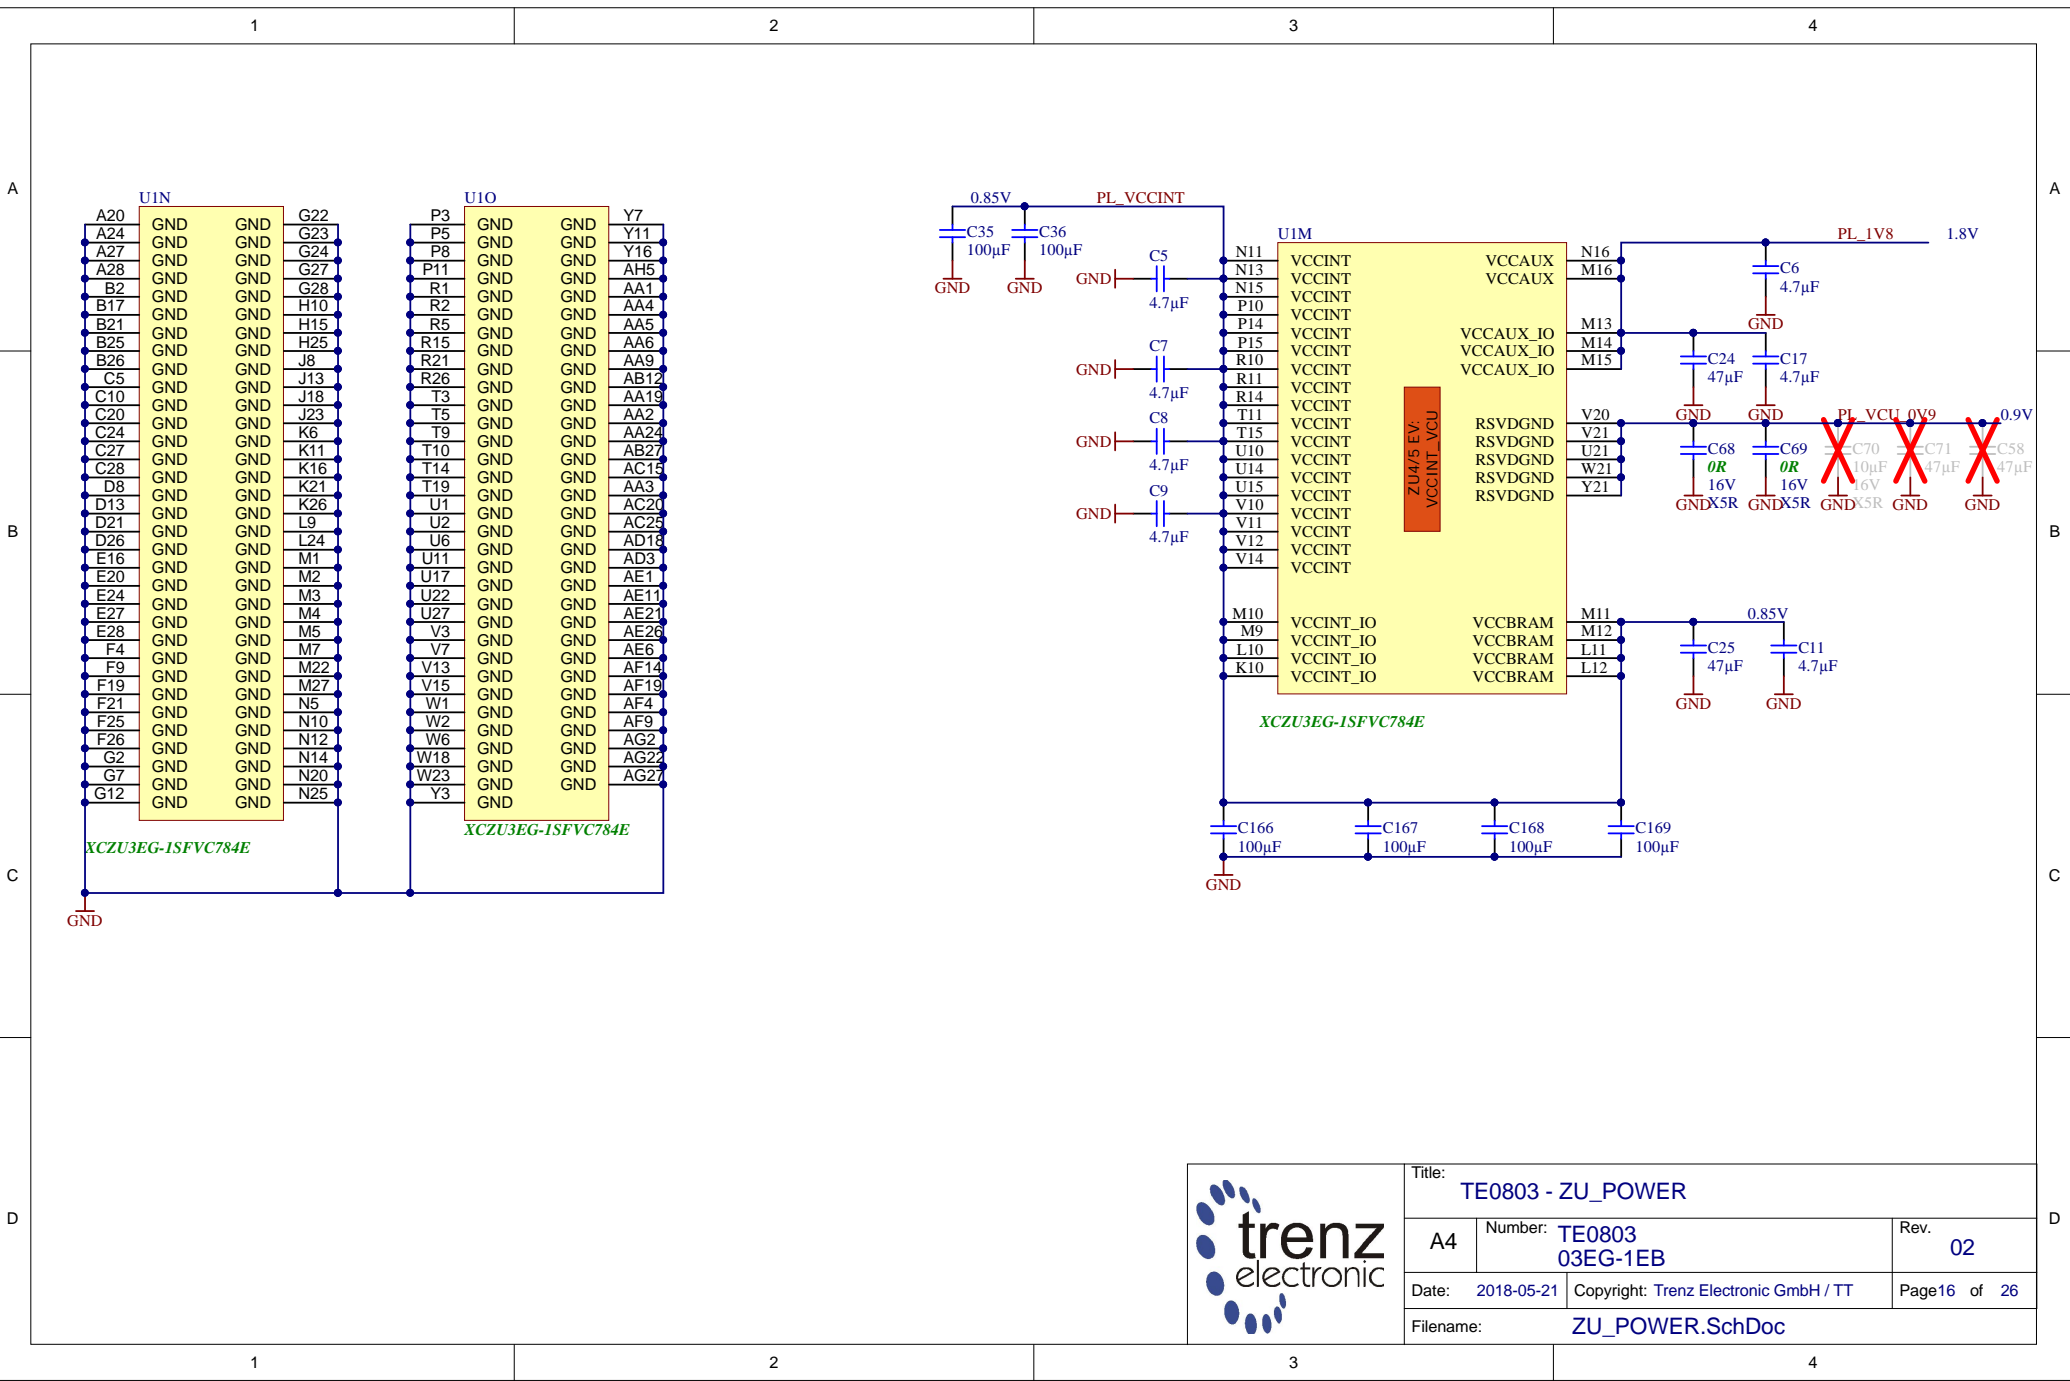 1 2 3 4
A A
B B
C C
D D
U1N
A20 GND GND G22
A24 GND GND G23
A27 GND GND G24
A28 GND GND G27
B2 GND GND G28
B17 GND GND H10
B21 GND GND H15
B25 GND GND H25
B26 GND GND J8
C5 GND GND J13
C10 GND GND J18
C20 GND GND J23
C24 GND GND K6
C27 GND GND K11
C28 GND GND K16
D8 GND GND K21
D13 GND GND K26
D21 GND GND L9
D26 GND GND L24
E16 GND GND M1
E20 GND GND M2
E24 GND GND M3
E27 GND GND M4
E28 GND GND M5
F4 GND GND M7
F9 GND GND M22
F19 GND GND M27
F21 GND GND N5
F25 GND GND N10
F26 GND GND N12
G2 GND GND N14
G7 GND GND N20
G12 GND GND N25
XCZU3EG-1SFVC784E
GND
U1O
P3 GND GND Y7
P5 GND GND Y11
P8 GND GND Y16
P11 GND GND AH5
R1 GND GND AA1
R2 GND GND AA4
R5 GND GND AA5
R15 GND GND AA6
R21 GND GND AA9
R26 GND GND AB12
T3 GND GND AA19
T5 GND GND AA2
T9 GND GND AA24
T10 GND GND AB27
T14 GND GND AC15
T19 GND GND AA3
U1 GND GND AC20
U2 GND GND AC25
U6 GND GND AD18
U11 GND GND AD3
U17 GND GND AE1
U22 GND GND AE11
U27 GND GND AE21
V3 GND GND AE26
V7 GND GND AE6
V13 GND GND AF14
V15 GND GND AF19
W1 GND GND AF4
W2 GND GND AF9
W6 GND GND AG2
W18 GND GND AG22
W23 GND GND AG27
Y3 GND
XCZU3EG-1SFVC784E
0.85V PL_VCCINT
C35 C36
100µF 100µF
GND GND
C5
GND
4.7µF
C7
GND
4.7µF
C8
GND
4.7µF
C9
GND
4.7µF
U1M
N11 VCCINT VCCAUX N16
N13 VCCINT VCCAUX M16
N15 VCCINT
P10 VCCINT
P14 VCCINT VCCAUX_IO M13
P15 VCCINT VCCAUX_IO M14
R10 VCCINT VCCAUX_IO M15
R11 VCCINT
R14 VCCINT
T11 VCCINT RSVDGND V20
T15 VCCINT RSVDGND V21
U10 VCCINT RSVDGND U21
U14 VCCINT RSVDGND W21
U15 VCCINT RSVDGND Y21
V10 VCCINT
V11 VCCINT
V12 VCCINT
V14 VCCINT
M10 VCCINT_IO VCCBRAM M11
M9 VCCINT_IO VCCBRAM M12
L10 VCCINT_IO VCCBRAM L11
K10 VCCINT_IO VCCBRAM L12
ZU4/5 EV:
VCCINT_VCU
XCZU3EG-1SFVC784E
PL_1V8 1.8V
C6
4.7µF
GND
C24 C17
47µF 4.7µF
GND GND
PL_VCU_0V9 0.9V
C68 C69 C70 C71 C58
0R 0R 10µF 47µF 47µF
16V 16V 16V
X5R X5R X5R
GND GND GND GND GND
0.85V
C25 C11
47µF 4.7µF
GND GND
C166 C167 C168 C169
100µF 100µF 100µF 100µF
GND
trenz
electronic
Title:
TE0803 - ZU_POWER
A4
Number: TE0803
03EG-1EB
Rev.
02
Date: 2018-05-21 Copyright: Trenz Electronic GmbH / TT Page16 of 26
Filename: ZU_POWER.SchDoc
1 2 3 4